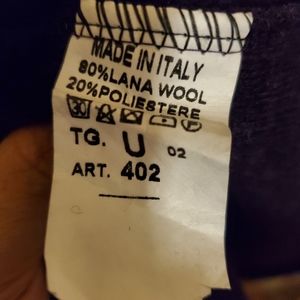 MADE IN ITALY
80%LANA WOOL
20%POLIESTERE
TG. U 02
ART. 402